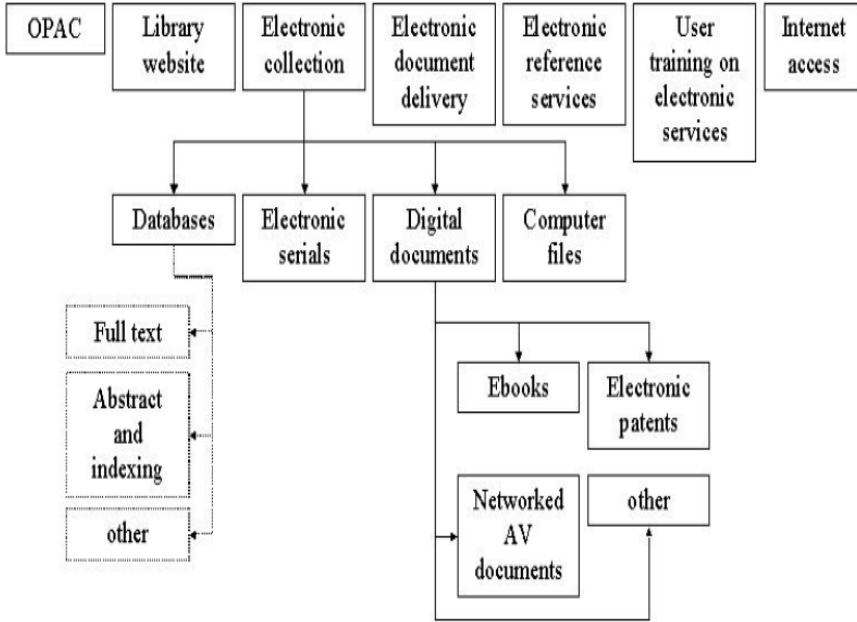 OPAC
Library
website
Electronic
collection
Electronic
document
delivery
Electronic
reference
services
User
training on
electronic
services
Internet
access
Databases
Electronic
serials
Digital
documents
Computer
files
Full text
Abstract
and
indexing
other
Ebooks
Electronic
patents
Networked
AV
documents
other